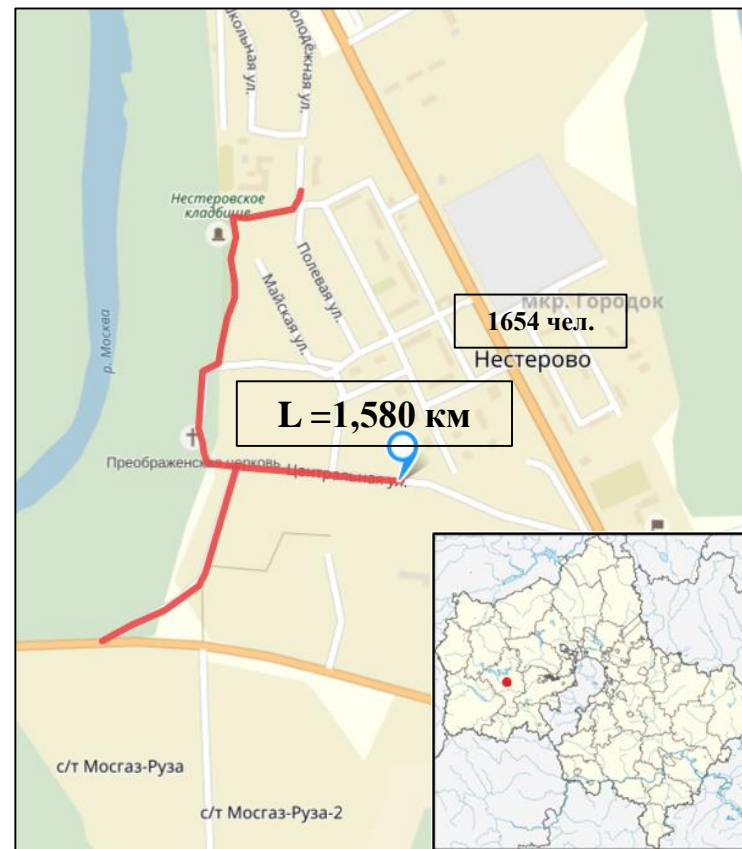 Школьная ул.
Молодёжная ул.
Нестеровское
кладбище
Полевая ул.
Майская ул.
р. Москва
мкр. Городок
1654 чел.
Нестерово
L =1,580 км
Преображенская церковь
Центральная ул.
с/т Мосгаз-Руза
с/т Мосгаз-Руза-2